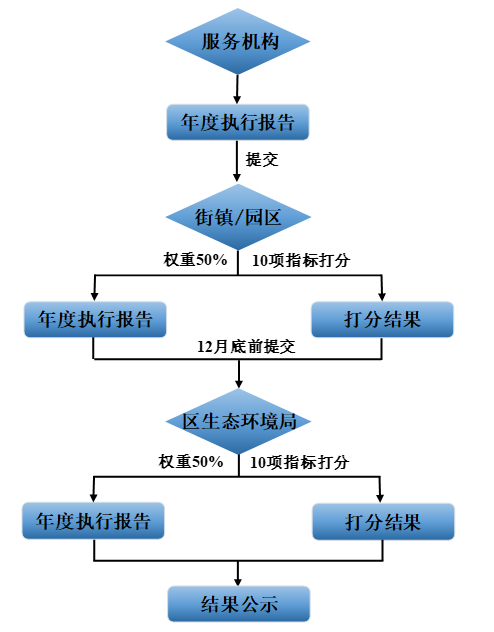 服务机构
年度执行报告
提交
街镇/园区
权重50% 10项指标打分
年度执行报告 打分结果
12月底前提交
区生态环境局
权重50% 10项指标打分
年度执行报告 打分结果
结果公示